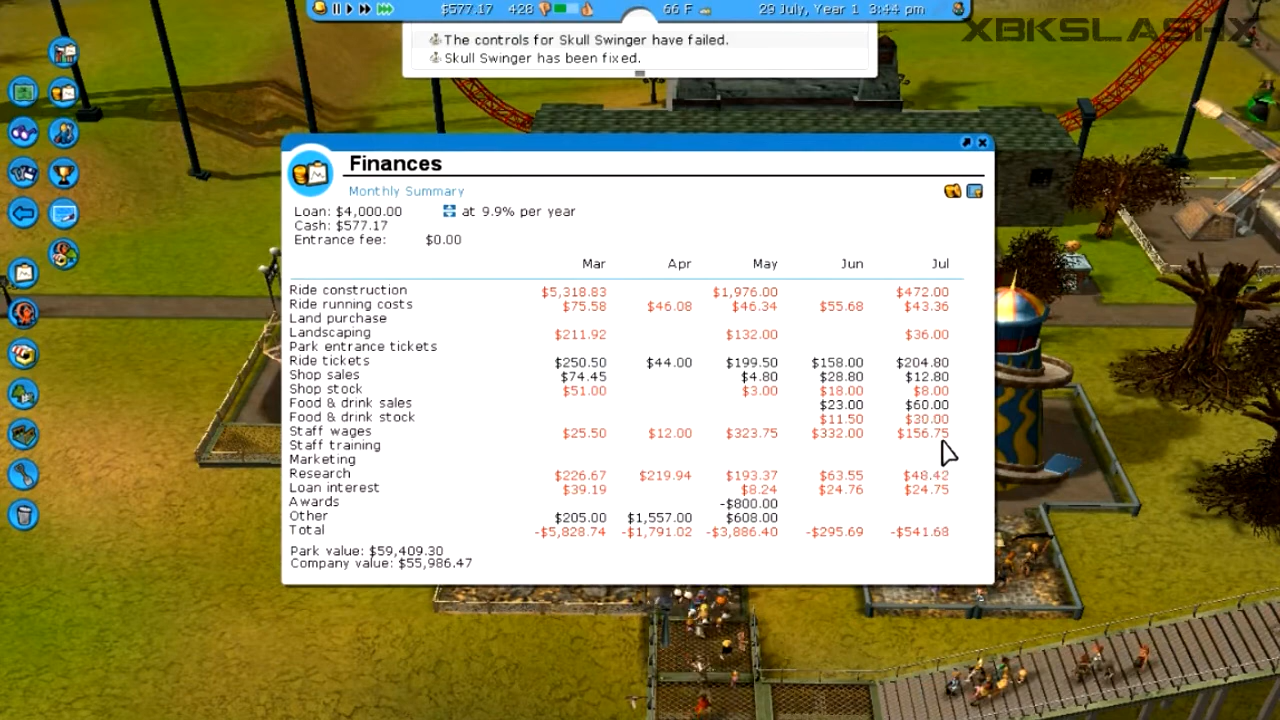 $577.17 428 66 F 29 July, Year 1 3:44 pm
XBKSLASHX
The controls for Skull Swinger have failed.
Skull Swinger has been fixed.
Finances
Monthly Summary
Loan: $4,000.00 at 9.9% per year
Cash: $577.17
Entrance fee: $0.00
Mar Apr May Jun Jul
Ride construction $5,318.83 $1,976.00 $472.00
Ride running costs $75.58 $46.08 $46.34 $55.68 $43.36
Land purchase
Landscaping $211.92 $132.00 $36.00
Park entrance tickets
Ride tickets $250.50 $44.00 $199.50 $158.00 $204.80
Shop sales $74.45 $4.80 $28.80 $12.80
Shop stock $51.00 $3.00 $18.00 $8.00
Food & drink sales $23.00 $60.00
Food & drink stock $11.50 $30.00
Staff wages $25.50 $12.00 $323.75 $332.00 $156.75
Staff training
Marketing
Research $226.67 $219.94 $193.37 $63.55 $48.42
Loan interest $39.19 $8.24 $24.76 $24.75
Awards -$800.00
Other $205.00 $1,557.00 $608.00
Total -$5,828.74 -$1,791.02 -$3,886.40 -$295.69 -$541.68
Park value: $59,409.30
Company value: $55,986.47